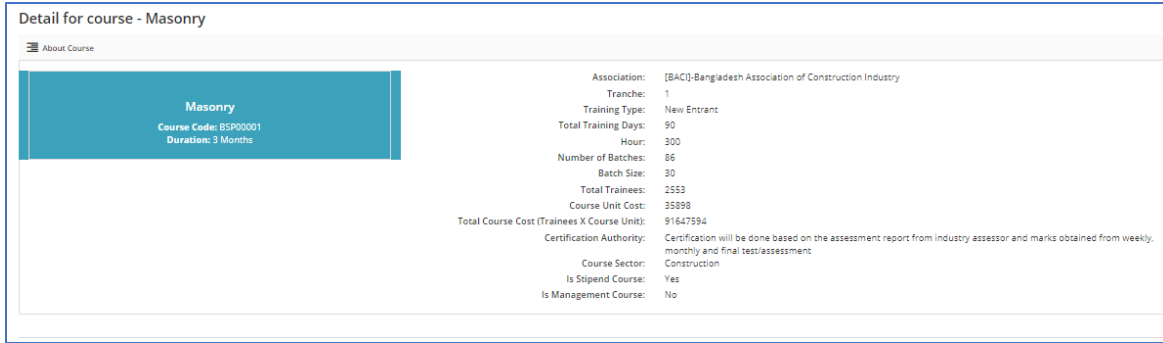 Detail for course - Masonry
About Course
Masonry
Course Code: BSP00001
Duration: 3 Months
Association: [BACI]-Bangladesh Association of Construction Industry
Tranche: 1
Training Type: New Entrant
Total Training Days: 90
Hour: 300
Number of Batches: 86
Batch Size: 30
Total Trainees: 2553
Course Unit Cost: 35898
Total Course Cost (Trainees X Course Unit): 91647594
Certification Authority: Certification will be done based on the assessment report from industry assessor and marks obtained from weekly,
monthly and final test/assessment
Course Sector: Construction
Is Stipend Course: Yes
Is Management Course: No